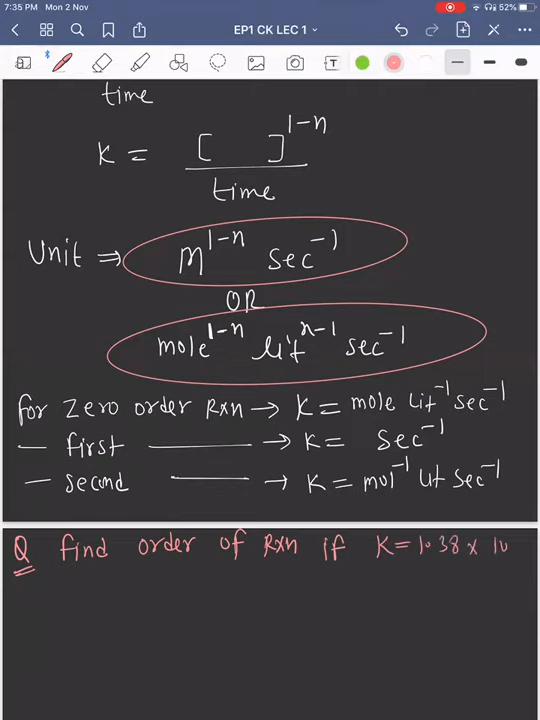 7:35 PM Mon 2 Nov 52%
EP1 CK LEC 1
time
K = [ ]^1-n / time
Unit ⇒ M^1-n sec^-1
OR
mole^1-n Lit^n-1 sec^-1
for zero order Rxn → K = mole Lit^-1 sec^-1
— first ——— → K = sec^-1
— second ——— → K = mol^-1 Lit sec^-1
Q find order of Rxn if K = 1.38 x 10